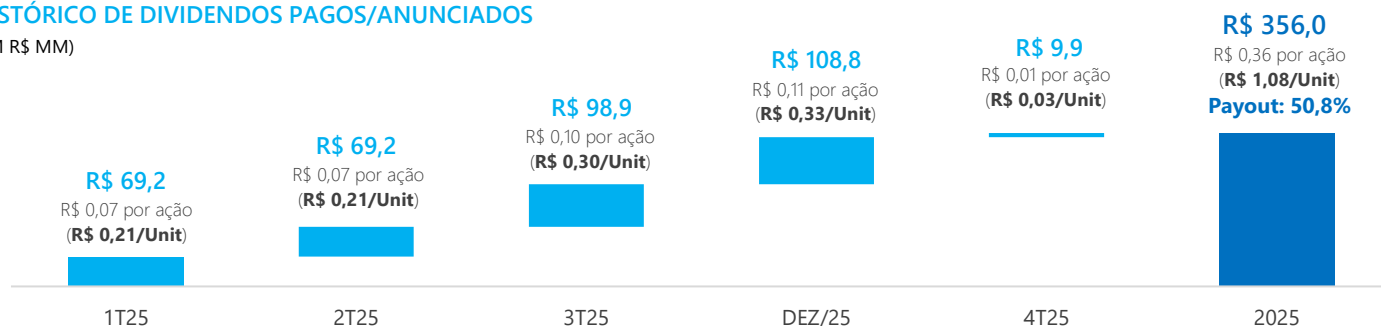 STÓRICO DE DIVIDENDOS PAGOS/ANUNCIADOS
M R$ MM)
R$ 69,2
R$ 0,07 por ação
(R$ 0,21/Unit)
R$ 69,2
R$ 0,07 por ação
(R$ 0,21/Unit)
R$ 98,9
R$ 0,10 por ação
(R$ 0,30/Unit)
R$ 108,8
R$ 0,11 por ação
(R$ 0,33/Unit)
R$ 9,9
R$ 0,01 por ação
(R$ 0,03/Unit)
R$ 356,0
R$ 0,36 por ação
(R$ 1,08/Unit)
Payout: 50,8%
1T25
2T25
3T25
DEZ/25
4T25
2025